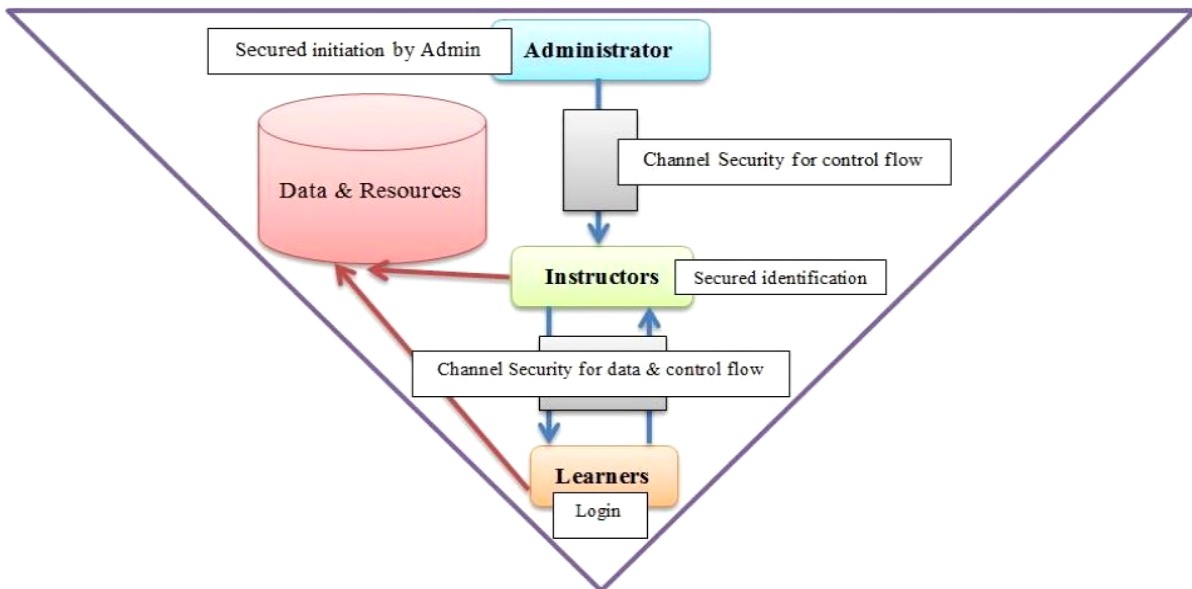 Secured initiation by Admin
Administrator
Channel Security for control flow
Data & Resources
Instructors
Secured identification
Channel Security for data & control flow
Learners
Login